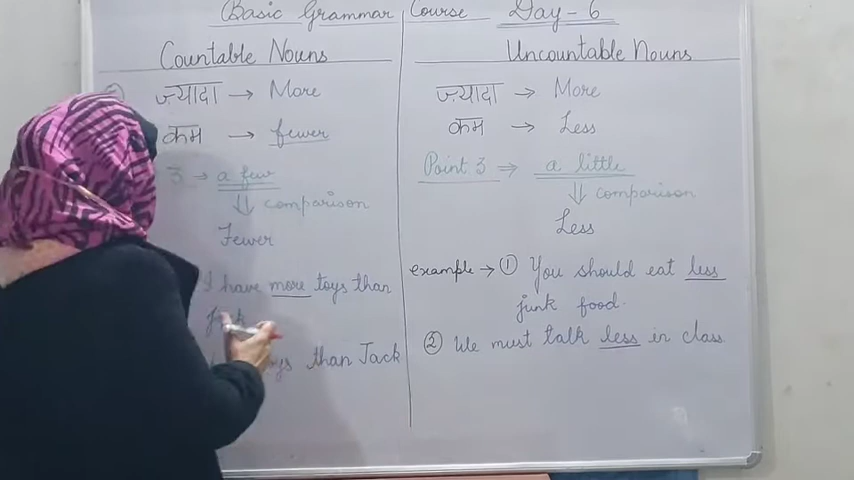 Basic Grammar Course Day-6
Countable Nouns
ज़्यादा → More
कम → fewer
3 → a few
⇓ comparison
Fewer
I have more toys than
toys than Jack
Uncountable Nouns
ज़्यादा → More
कम → Less
Point 3 ⇒ a little
⇓ comparison
Less
example → ① You should eat less
junk food.
② We must talk less in class